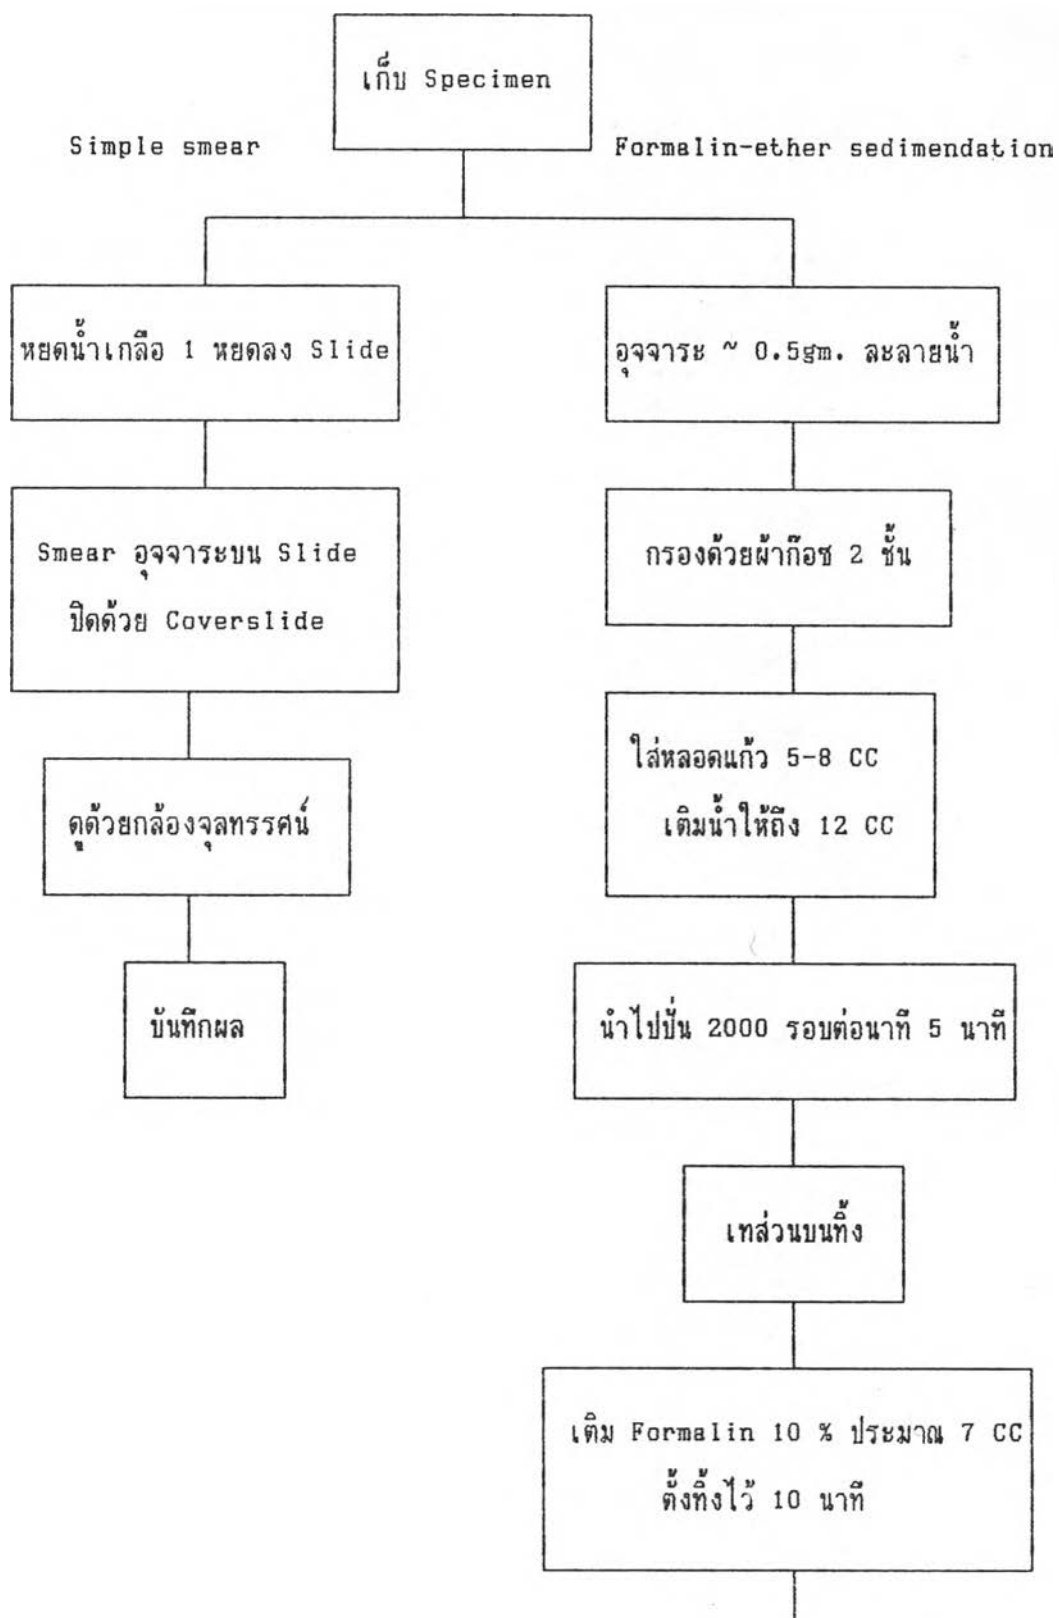 เก็บ Specimen
Simple smear
Formalin-ether sedimendation
หยดน้ำเกลือ 1 หยดลง Slide
Smear อุจจาระบน Slide
ปิดด้วย Coverslide
ดูด้วยกล้องจุลทรรศน์
บันทึกผล
อุจจาระ ~ 0.5gm. ละลายน้ำ
กรองด้วยผ้าก๊อซ 2 ชั้น
ใส่หลอดแก้ว 5-8 CC
เติมน้ำให้ถึง 12 CC
นำไปปั่น 2000 รอบต่อนาที 5 นาที
เทส่วนบนทิ้ง
เติม Formalin 10 % ประมาณ 7 CC
ตั้งทิ้งไว้ 10 นาที